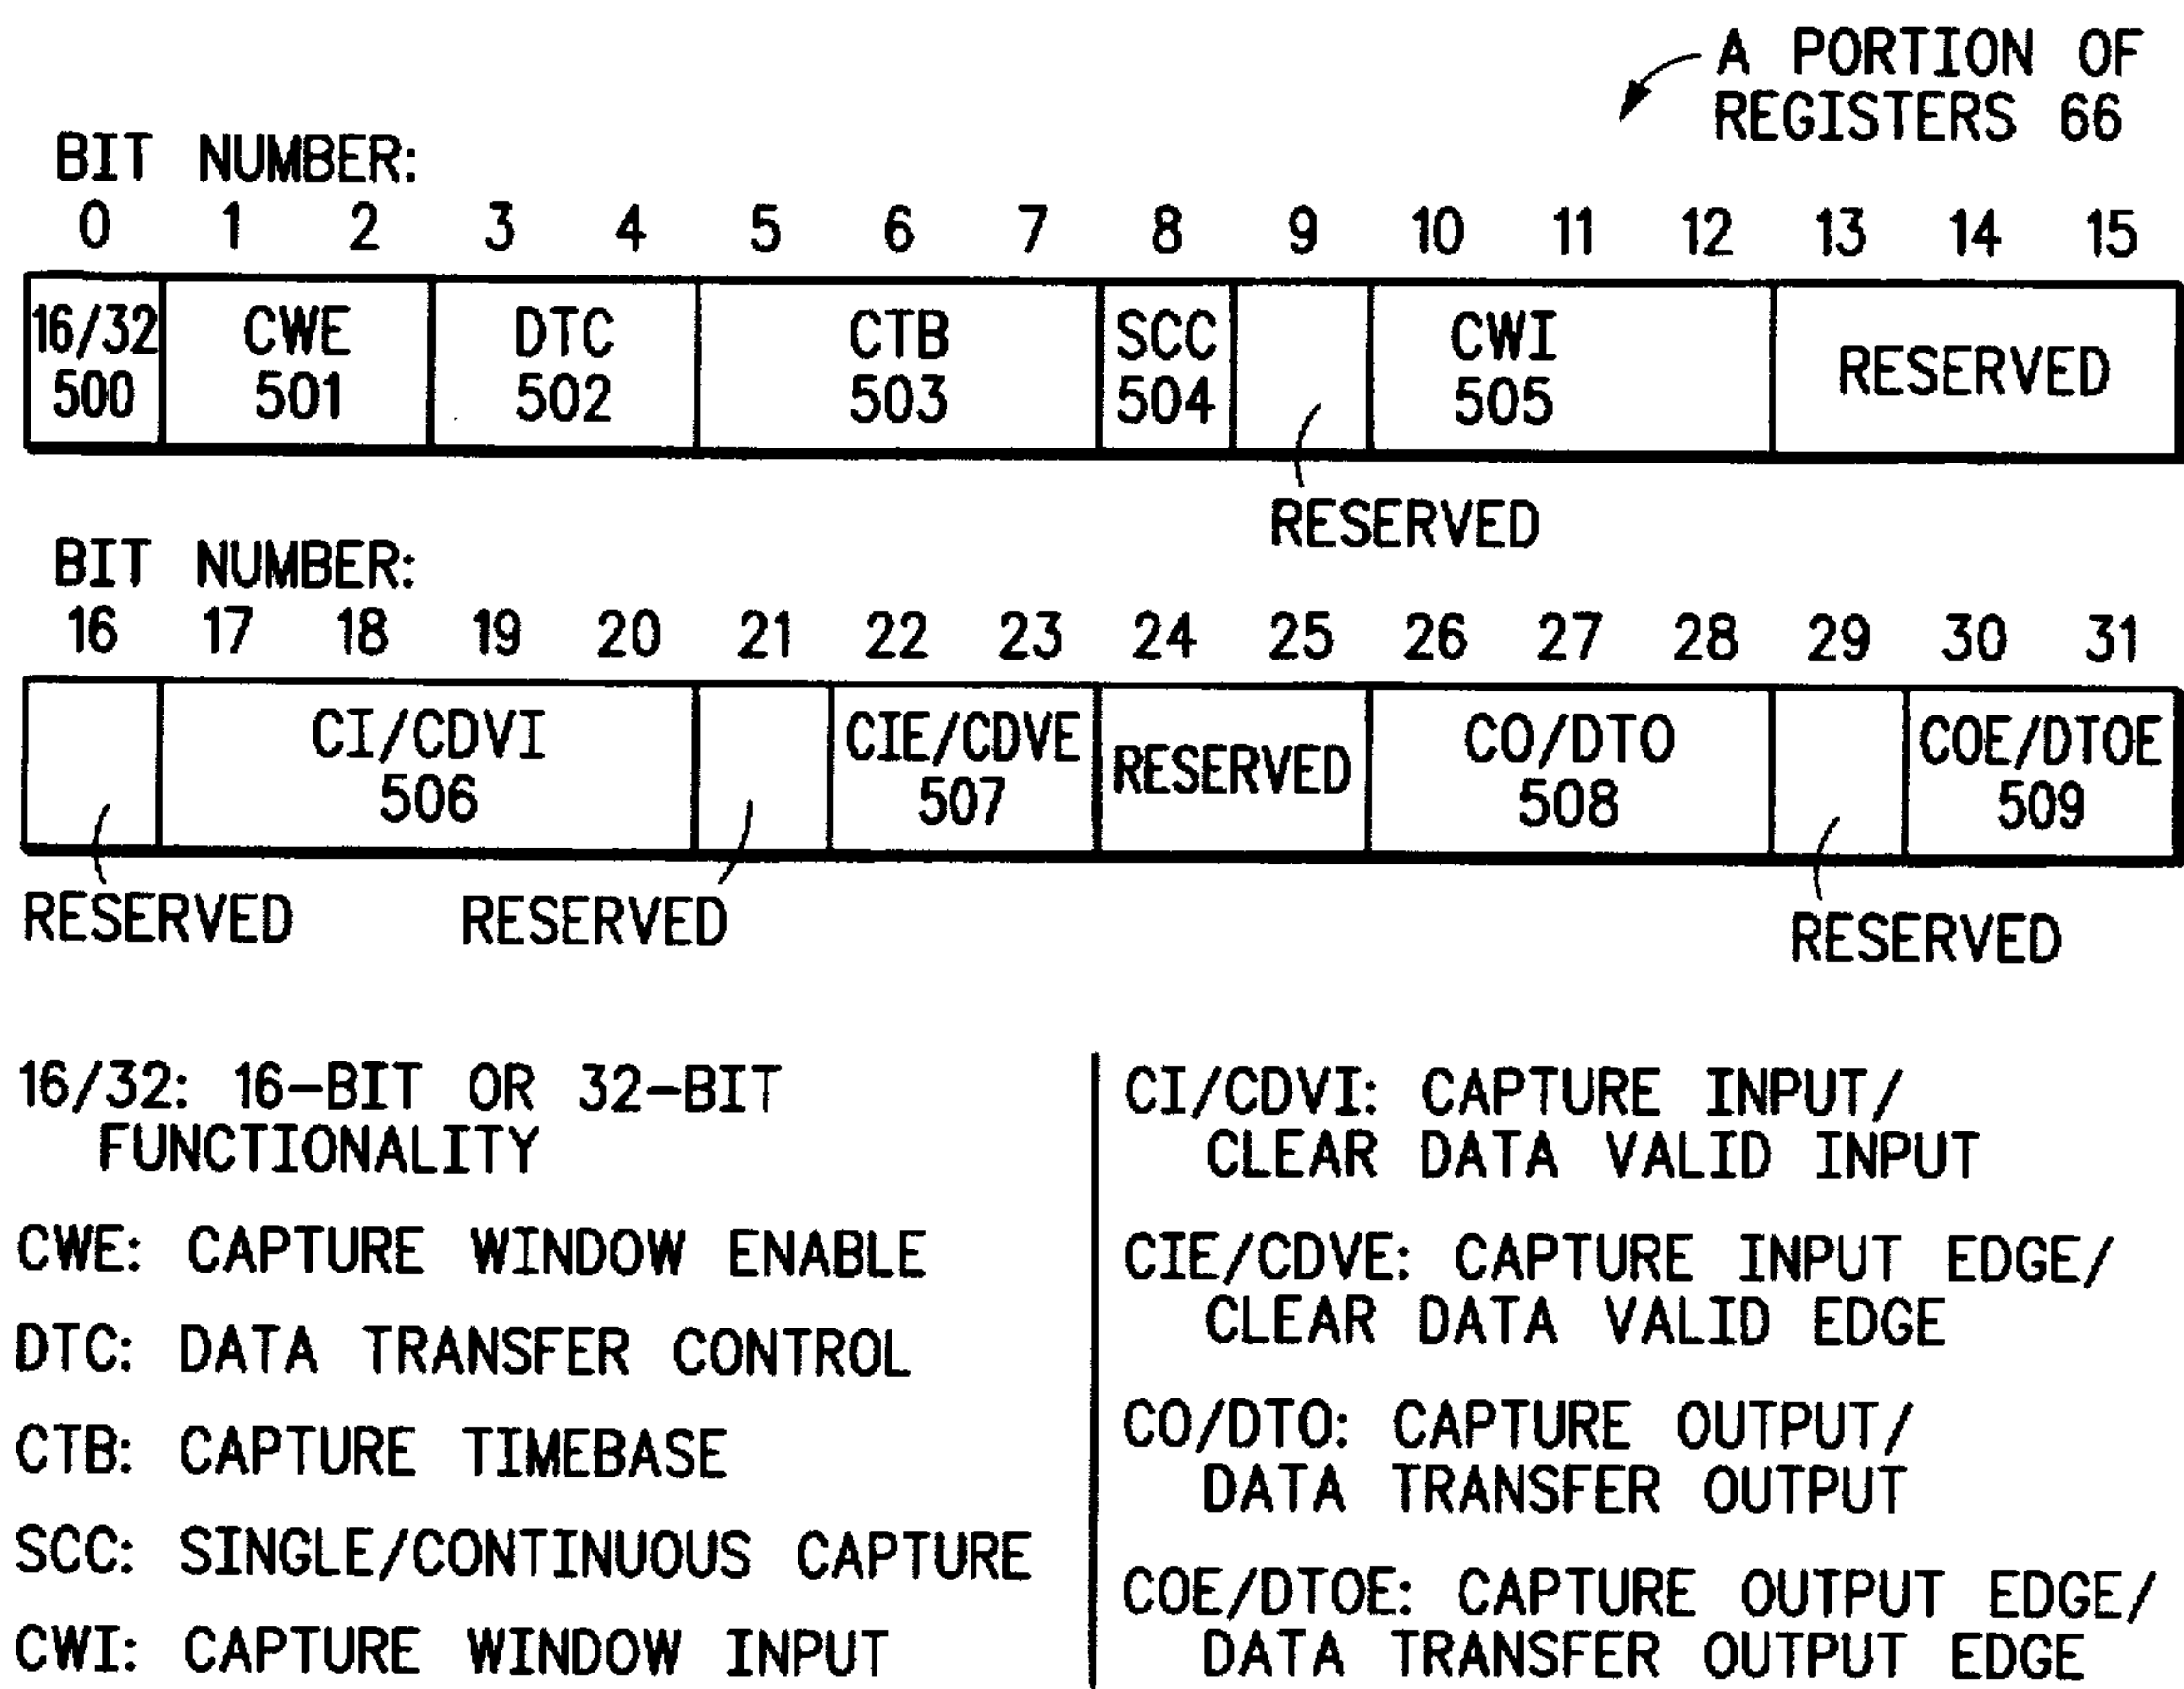 A PORTION OF
REGISTERS 66
BIT NUMBER:
0 1 2 3 4 5 6 7 8 9 10 11 12 13 14 15
16/32 CWE DTC CTB SCC CWI RESERVED
500 501 502 503 504 505
RESERVED
BIT NUMBER:
16 17 18 19 20 21 22 23 24 25 26 27 28 29 30 31
CI/CDVI CIE/CDVE RESERVED CO/DTO COE/DTOE
506 507 508 509
RESERVED RESERVED RESERVED
16/32: 16-BIT OR 32-BIT
FUNCTIONALITY
CWE: CAPTURE WINDOW ENABLE
DTC: DATA TRANSFER CONTROL
CTB: CAPTURE TIMEBASE
SCC: SINGLE/CONTINUOUS CAPTURE
CWI: CAPTURE WINDOW INPUT
CI/CDVI: CAPTURE INPUT/
CLEAR DATA VALID INPUT
CIE/CDVE: CAPTURE INPUT EDGE/
CLEAR DATA VALID EDGE
CO/DTO: CAPTURE OUTPUT/
DATA TRANSFER OUTPUT
COE/DTOE: CAPTURE OUTPUT EDGE/
DATA TRANSFER OUTPUT EDGE